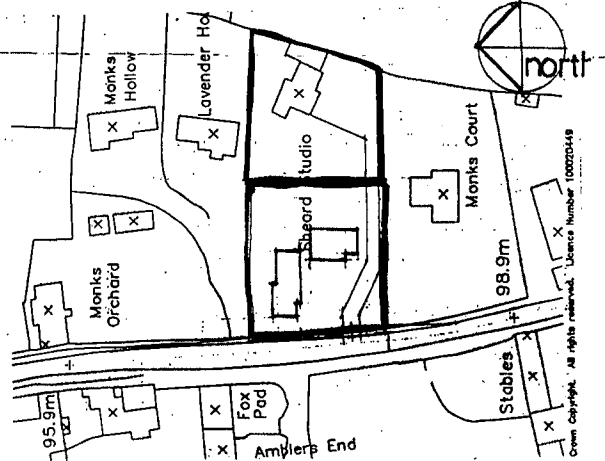 Monks
Hollow
Lavender Ho
north
Sheard Studio
Monks Court
Monks
Orchard
98.9m
95.9m
Fox
Pad
Amblers End
Stables
Crown Copyright. All rights reserved. Licence Number 100020449